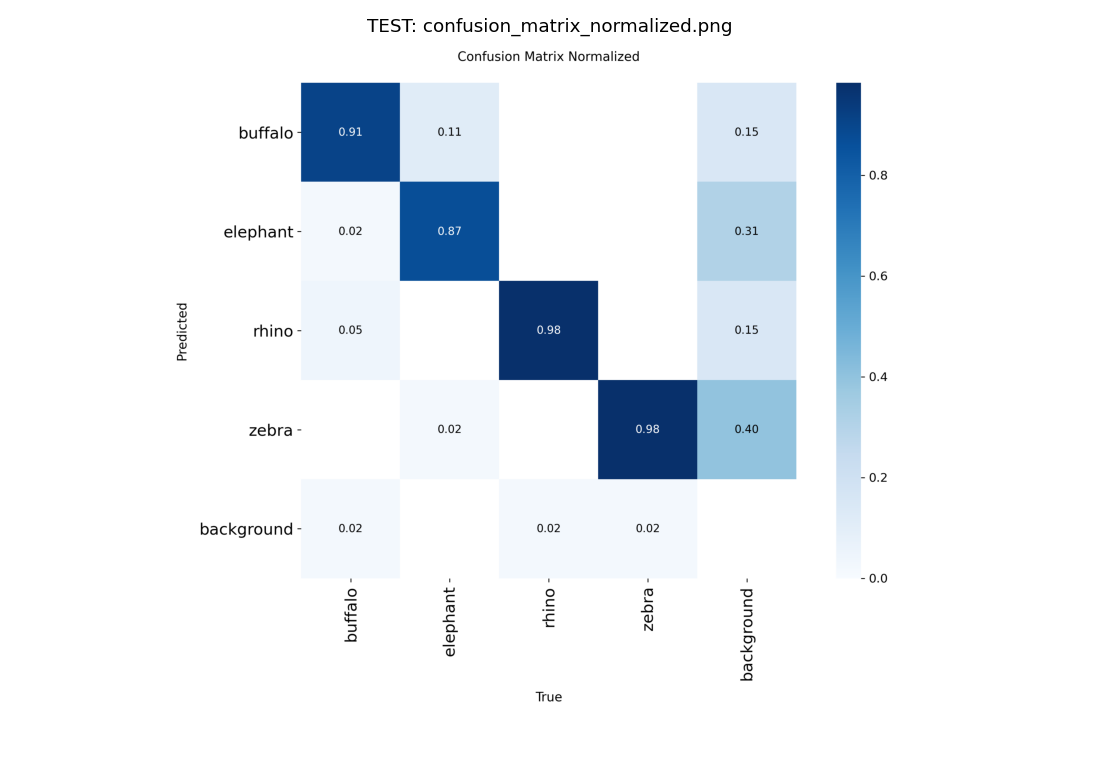 TEST: confusion_matrix_normalized.png
Confusion Matrix Normalized
buffalo 0.91 0.11 0.15
elephant 0.02 0.87 0.31
rhino 0.05 0.98 0.15
zebra 0.02 0.98 0.40
background 0.02 0.02 0.02
buffalo elephant rhino zebra background
Predicted
True
0.8
0.6
0.4
0.2
0.0